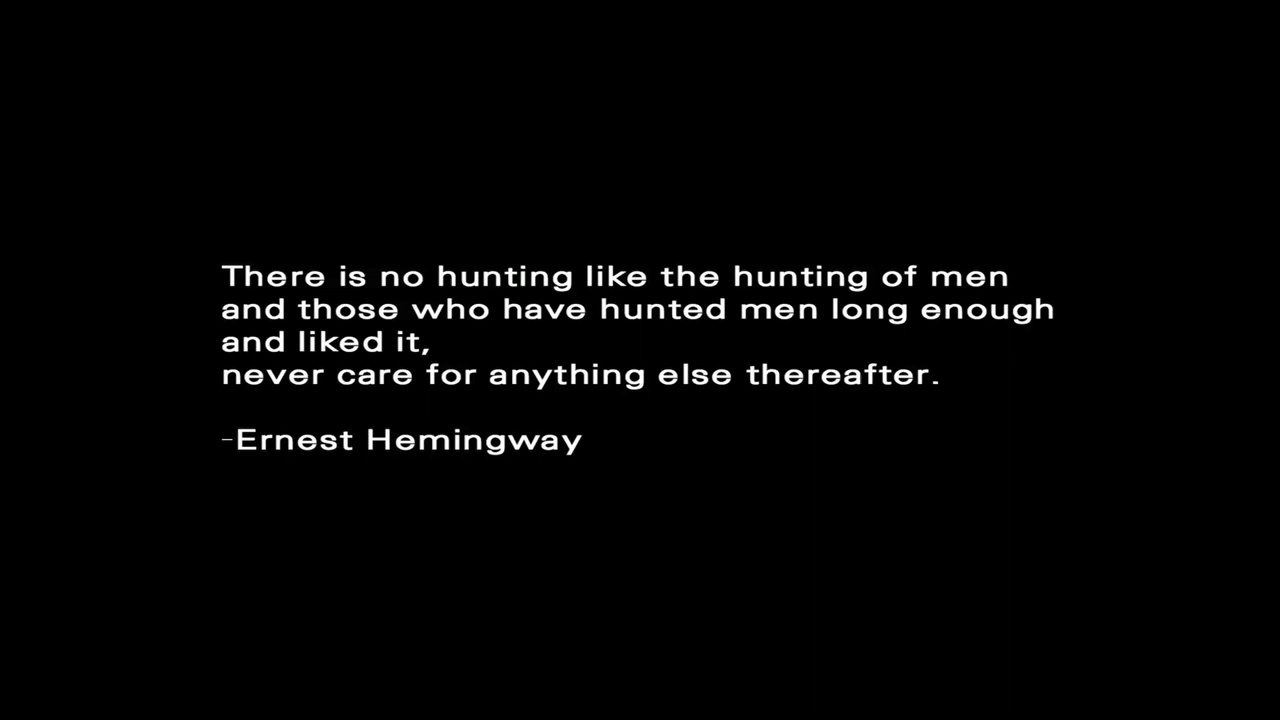 There is no hunting like the hunting of men
and those who have hunted men long enough
and liked it,
never care for anything else thereafter.
-Ernest Hemingway